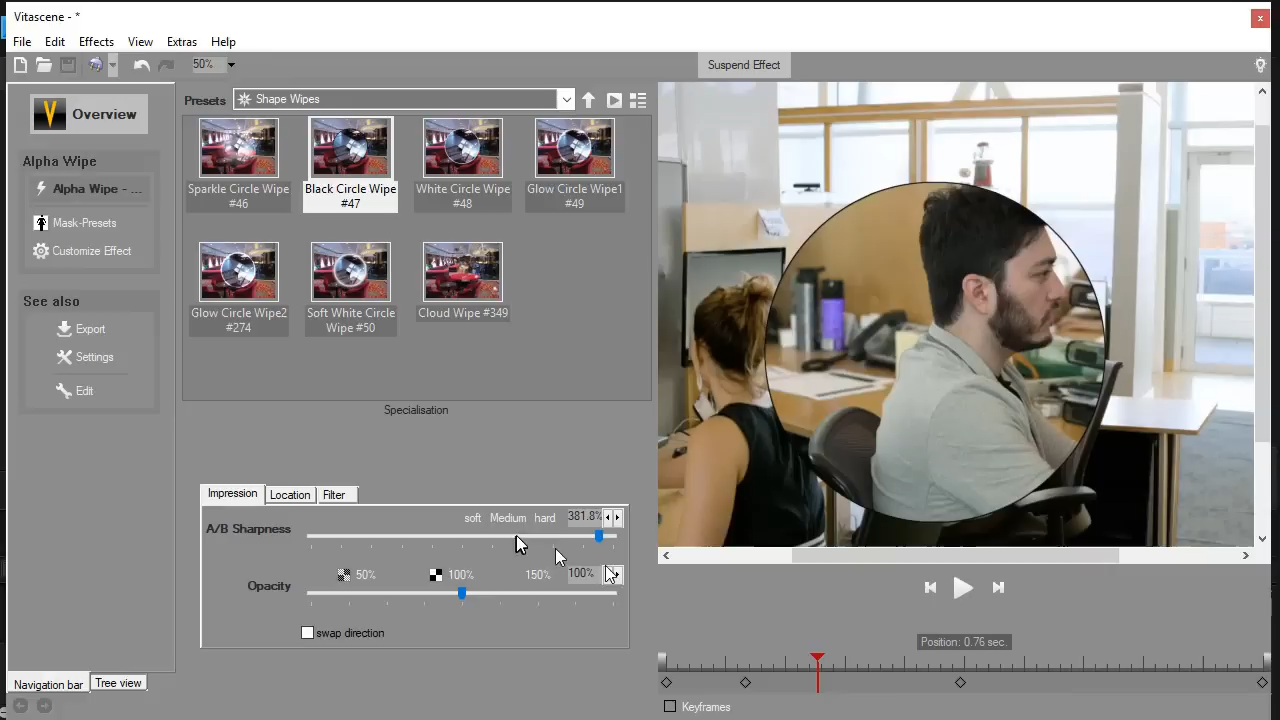 Vitascene - *
File Edit Effects View Extras Help
50%
Suspend Effect
V Overview
Presets Shape Wipes
Alpha Wipe
Alpha Wipe - ...
Mask-Presets
Customize Effect
See also
Export
Settings
Edit
Sparkle Circle Wipe #46
Black Circle Wipe #47
White Circle Wipe #48
Glow Circle Wipe1 #49
Glow Circle Wipe2 #274
Soft White Circle Wipe #50
Cloud Wipe #349
Specialisation
Impression Location Filter
soft Medium hard 381.8%
A/B Sharpness
50% 100% 150% 100%
Opacity
swap direction
Position: 0.76 sec.
Navigation bar Tree view
Keyframes